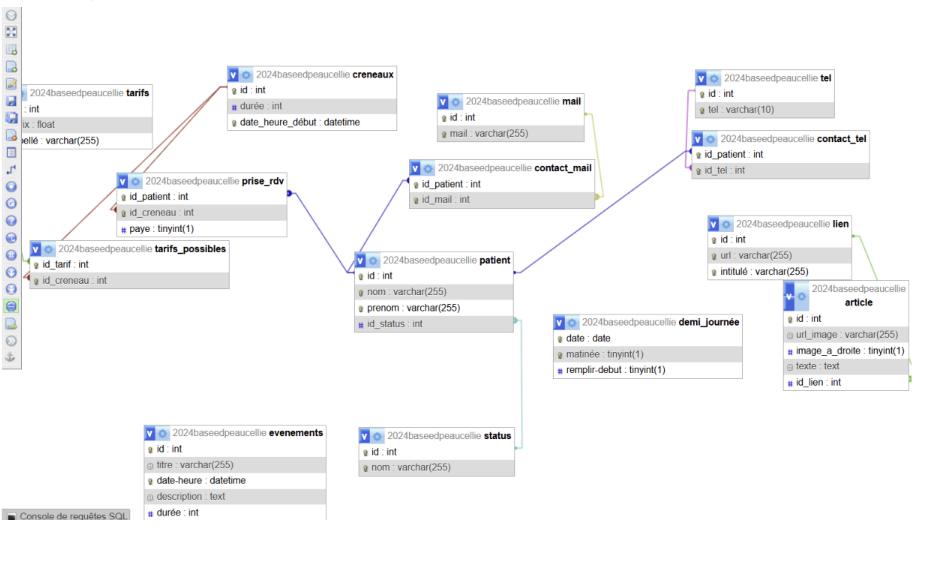 2024baseedpeaucellie creneaux
id : int
durée : int
date_heure_début : datetime
2024baseedpeaucellie tarifs
: int
ix : float
ellé : varchar(255)
2024baseedpeaucellie mail
id : int
mail : varchar(255)
2024baseedpeaucellie tel
id : int
tel : varchar(10)
2024baseedpeaucellie contact_tel
id_patient : int
id_tel : int
2024baseedpeaucellie contact_mail
id_patient : int
id_mail : int
2024baseedpeaucellie prise_rdv
id_patient : int
id_creneau : int
paye : tinyint(1)
2024baseedpeaucellie tarifs_possibles
id_tarif : int
id_creneau : int
2024baseedpeaucellie patient
id : int
nom : varchar(255)
prenom : varchar(255)
id_status : int
2024baseedpeaucellie lien
id : int
url : varchar(255)
intitulé : varchar(255)
2024baseedpeaucellie
article
id : int
url_image : varchar(255)
image_a_droite : tinyint(1)
texte : text
id_lien : int
2024baseedpeaucellie demi_journée
date : date
matinée : tinyint(1)
remplir-debut : tinyint(1)
2024baseedpeaucellie evenements
id : int
titre : varchar(255)
date-heure : datetime
description : text
durée : int
2024baseedpeaucellie status
id : int
nom : varchar(255)
Console de requêtes SQL